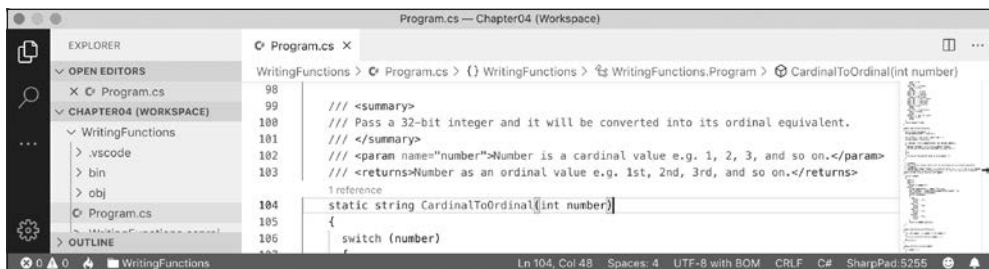 Program.cs — Chapter04 (Workspace)
EXPLORER
Program.cs
OPEN EDITORS
WritingFunctions > Program.cs > {} WritingFunctions > WritingFunctions.Program > CardinalToOrdinal(int number)
Program.cs
CHAPTER04 (WORKSPACE)
WritingFunctions
.vscode
bin
obj
Program.cs
OUTLINE
98
99 /// <summary>
100 /// Pass a 32-bit integer and it will be converted into its ordinal equivalent.
101 /// </summary>
102 /// <param name="number">Number is a cardinal value e.g. 1, 2, 3, and so on.</param>
103 /// <returns>Number as an ordinal value e.g. 1st, 2nd, 3rd, and so on.</returns>
1 reference
104 static string CardinalToOrdinal(int number)
105 {
106 switch (number)
0 0 WritingFunctions Ln 104, Col 48 Spaces: 4 UTF-8 with BOM CRLF C# SharpPad:5255